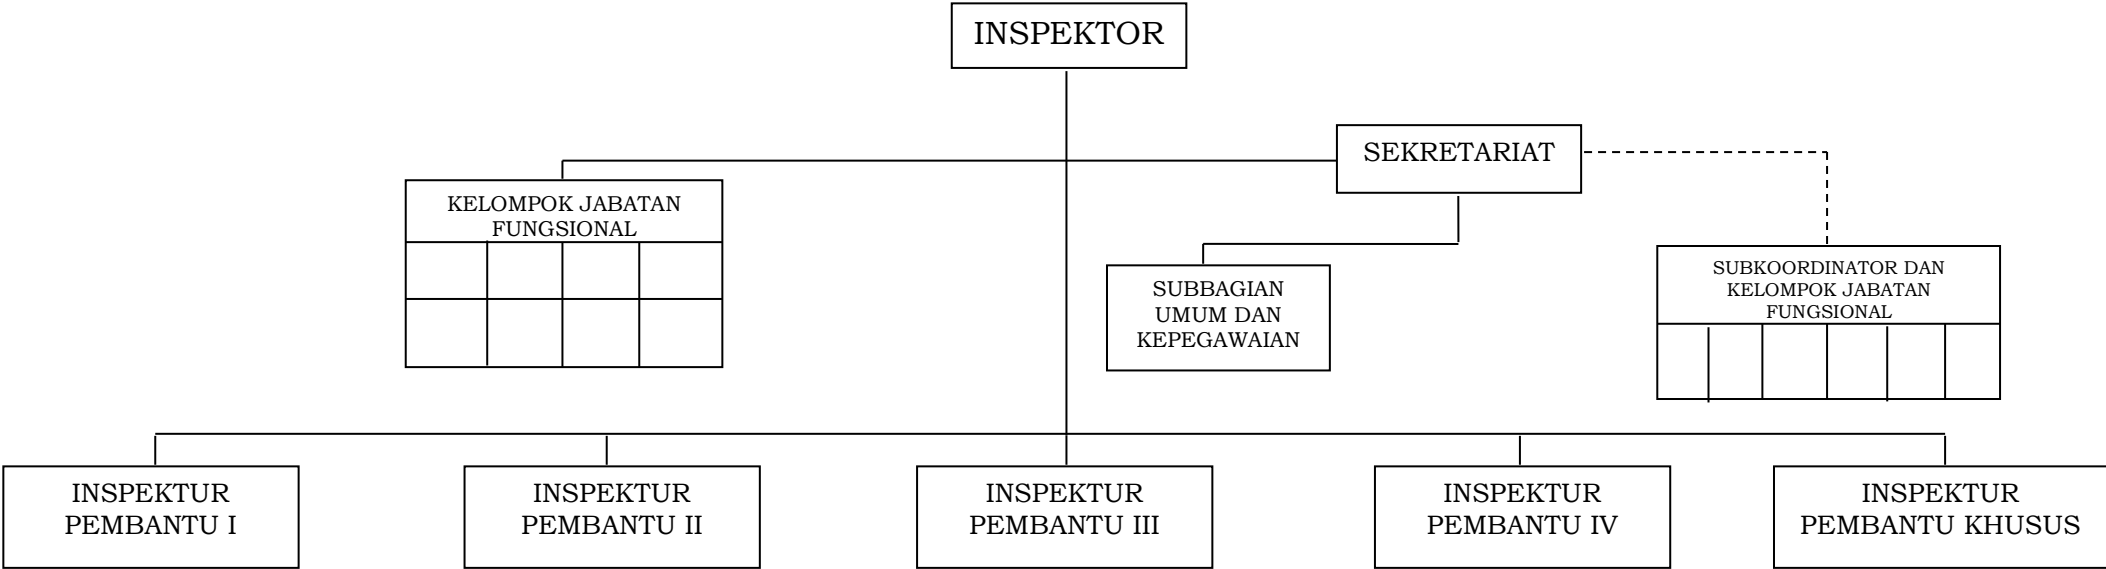 INSPEKTOR
SEKRETARIAT
KELOMPOK JABATAN
FUNGSIONAL
SUBBAGIAN
UMUM DAN
KEPEGAWAIAN
SUBKOORDINATOR DAN
KELOMPOK JABATAN
FUNGSIONAL
INSPEKTUR
PEMBANTU I
INSPEKTUR
PEMBANTU II
INSPEKTUR
PEMBANTU III
INSPEKTUR
PEMBANTU IV
INSPEKTUR
PEMBANTU KHUSUS